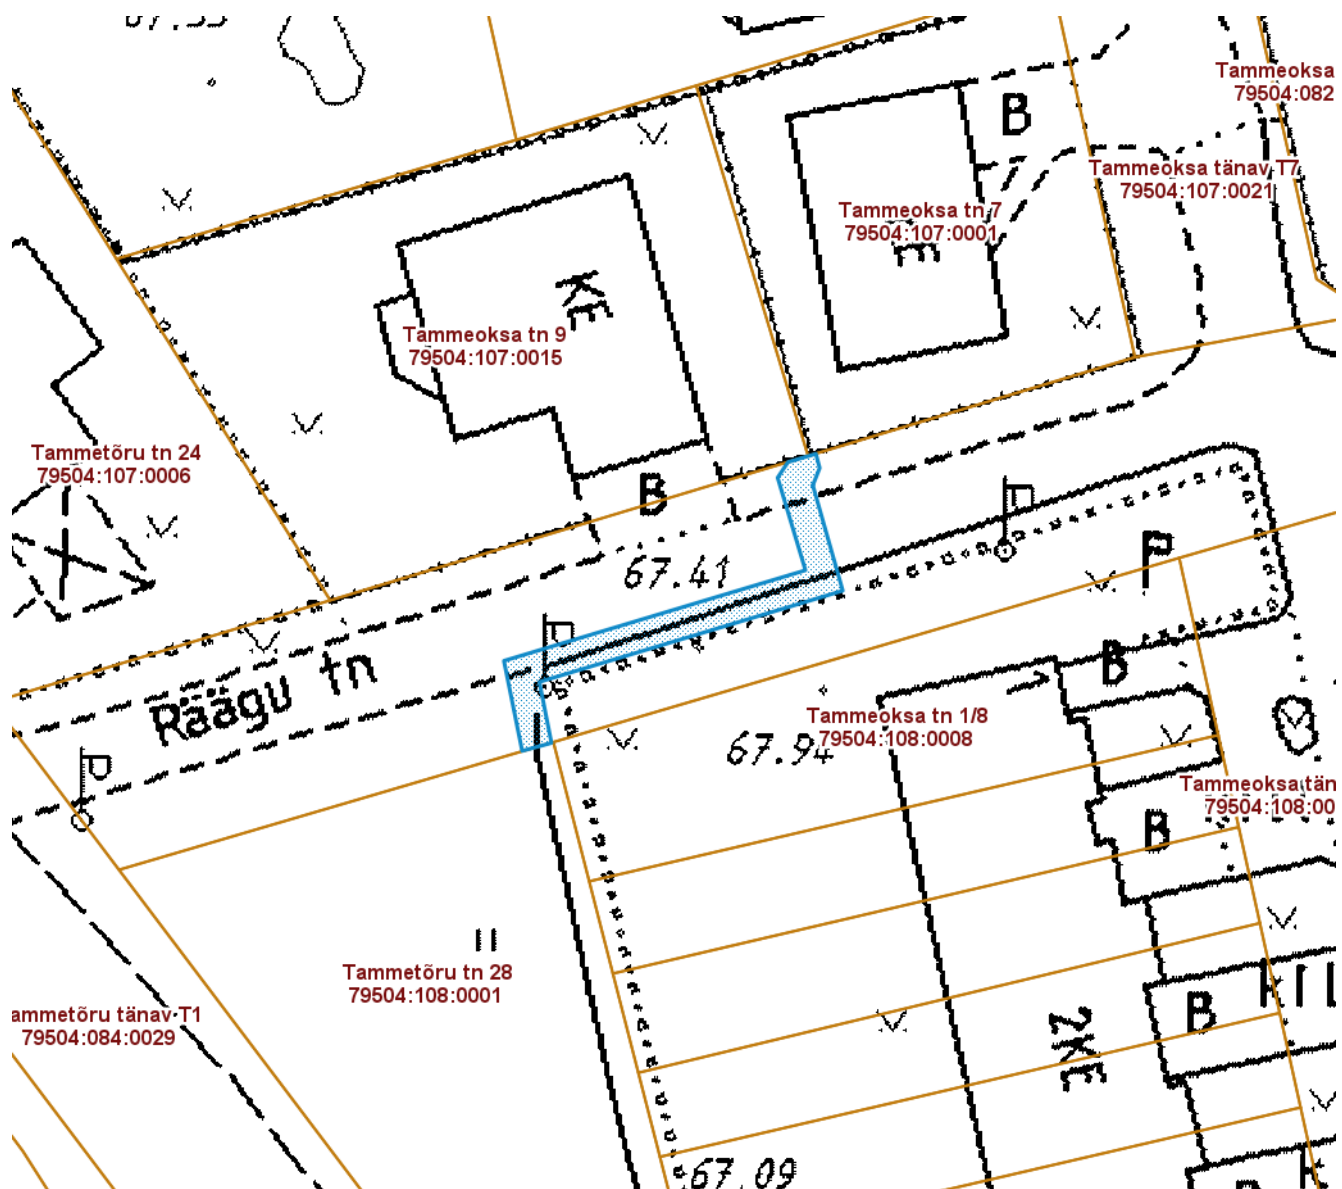 Tammeoksa
79504:082
B
Tammeoksa tänav T7
79504:107:0021
Tammeoksa tn 7
79504:107:0001
E
KE
Tammeoksa tn 9
79504:107:0015
Tammetõru tn 24
79504:107:0006
B
67.41
Räägu tn
B
Tammeoksa tn 1/8
79504:108:0008
67.94
Tammeoksa tän
79504:108:00
B
Tammetõru tn 28
79504:108:0001
ammetõru tänav T1
79504:084:0029
B
2KE
67.09